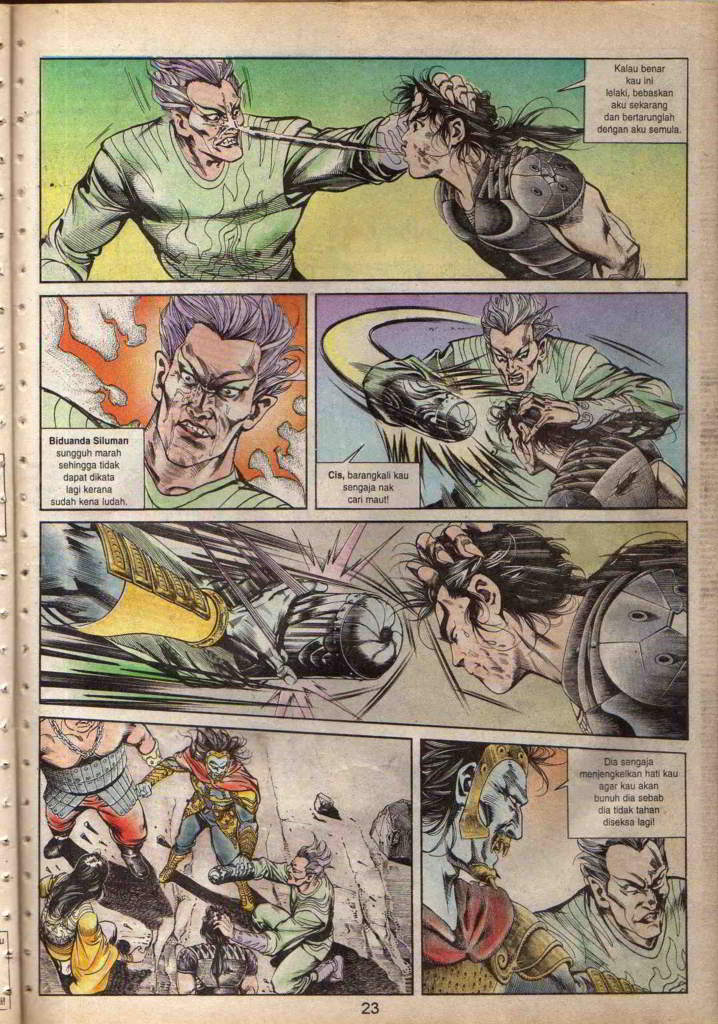 Kalau benar
kau ini
lelaki, bebaskan
aku sekarang
dan bertarunglah
dengan aku semula.
Biduanda Siluman
sungguh marah
sehingga tidak
dapat dikata
lagi kerana
sudah kena ludah.
Cis, barangkali kau
sengaja nak
cari maut!
Dia sengaja
menjengkelkan hati kau
agar kau akan
bunuh dia sebab
dia tidak tahan
diseksa lagi!
23